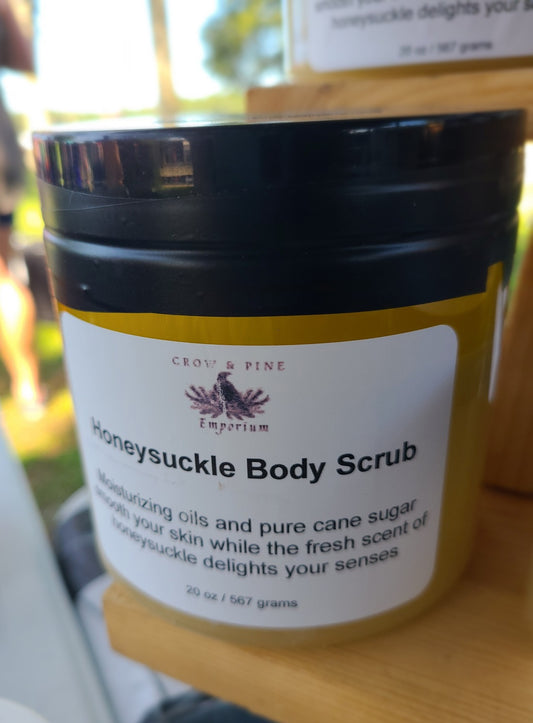 honeysuckle delights your
20 oz / 567 grams
CROW & PINE
Emporium
Honeysuckle Body Scrub
Moisturizing oils and pure cane sugar
smooth your skin while the fresh scent of
honeysuckle delights your senses
20 oz / 567 grams